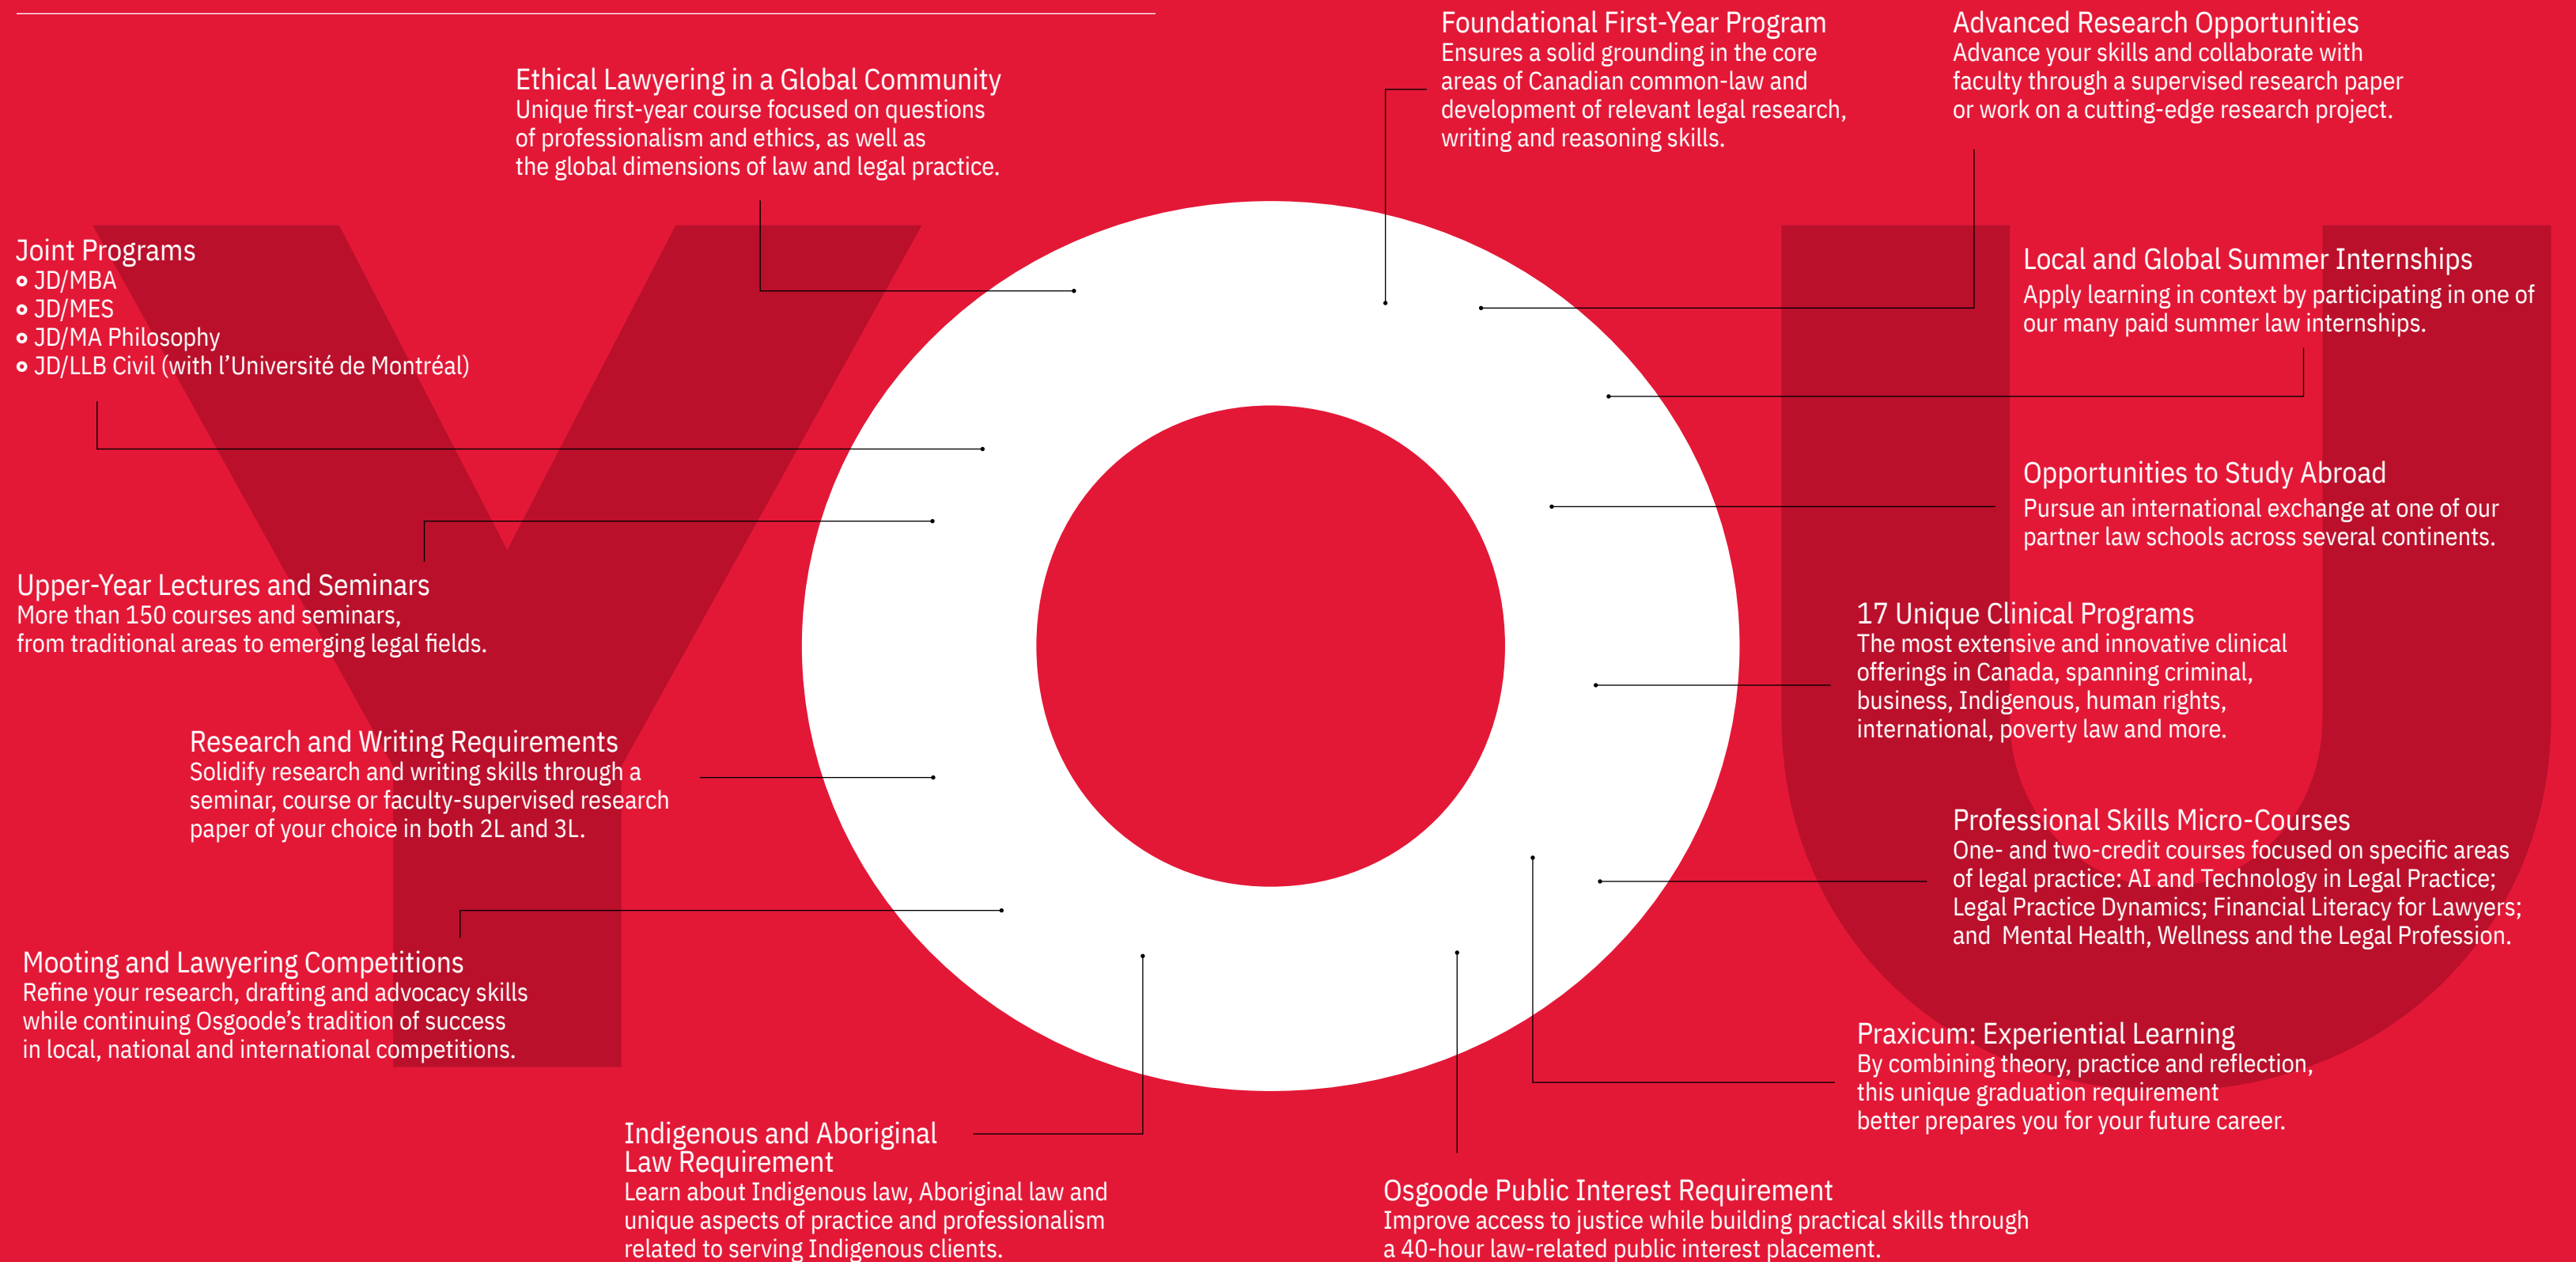 Ethical Lawyering in a Global Community
Unique first-year course focused on questions
of professionalism and ethics, as well as
the global dimensions of law and legal practice.
Foundational First-Year Program
Ensures a solid grounding in the core
areas of Canadian common-law and
development of relevant legal research,
writing and reasoning skills.
Advanced Research Opportunities
Advance your skills and collaborate with
faculty through a supervised research paper
or work on a cutting-edge research project.
Joint Programs
JD/MBA
JD/MES
JD/MA Philosophy
JD/LLB Civil (with l’Université de Montréal)
Local and Global Summer Internships
Apply learning in context by participating in one of
our many paid summer law internships.
YOU
Opportunities to Study Abroad
Pursue an international exchange at one of our
partner law schools across several continents.
Upper-Year Lectures and Seminars
More than 150 courses and seminars,
from traditional areas to emerging legal fields.
17 Unique Clinical Programs
The most extensive and innovative clinical
offerings in Canada, spanning criminal,
business, Indigenous, human rights,
international, poverty law and more.
Research and Writing Requirements
Solidify research and writing skills through a
seminar, course or faculty-supervised research
paper of your choice in both 2L and 3L.
Professional Skills Micro-Courses
One- and two-credit courses focused on specific areas
of legal practice: AI and Technology in Legal Practice;
Legal Practice Dynamics; Financial Literacy for Lawyers;
and Mental Health, Wellness and the Legal Profession.
Mooting and Lawyering Competitions
Refine your research, drafting and advocacy skills
while continuing Osgoode’s tradition of success
in local, national and international competitions.
Praxicum: Experiential Learning
By combining theory, practice and reflection,
this unique graduation requirement
better prepares you for your future career.
Indigenous and Aboriginal
Law Requirement
Learn about Indigenous law, Aboriginal law and
unique aspects of practice and professionalism
related to serving Indigenous clients.
Osgoode Public Interest Requirement
Improve access to justice while building practical skills through
a 40-hour law-related public interest placement.